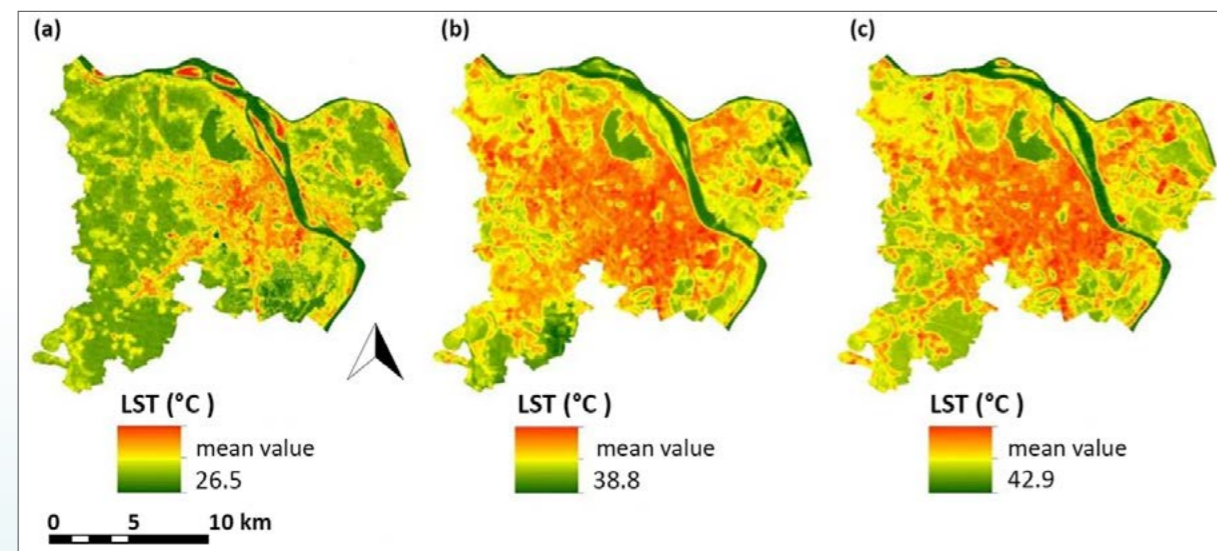 (a)
(b)
(c)
LST (°C )
mean value
26.5
LST (°C )
mean value
38.8
LST (°C )
mean value
42.9
0 5 10 km